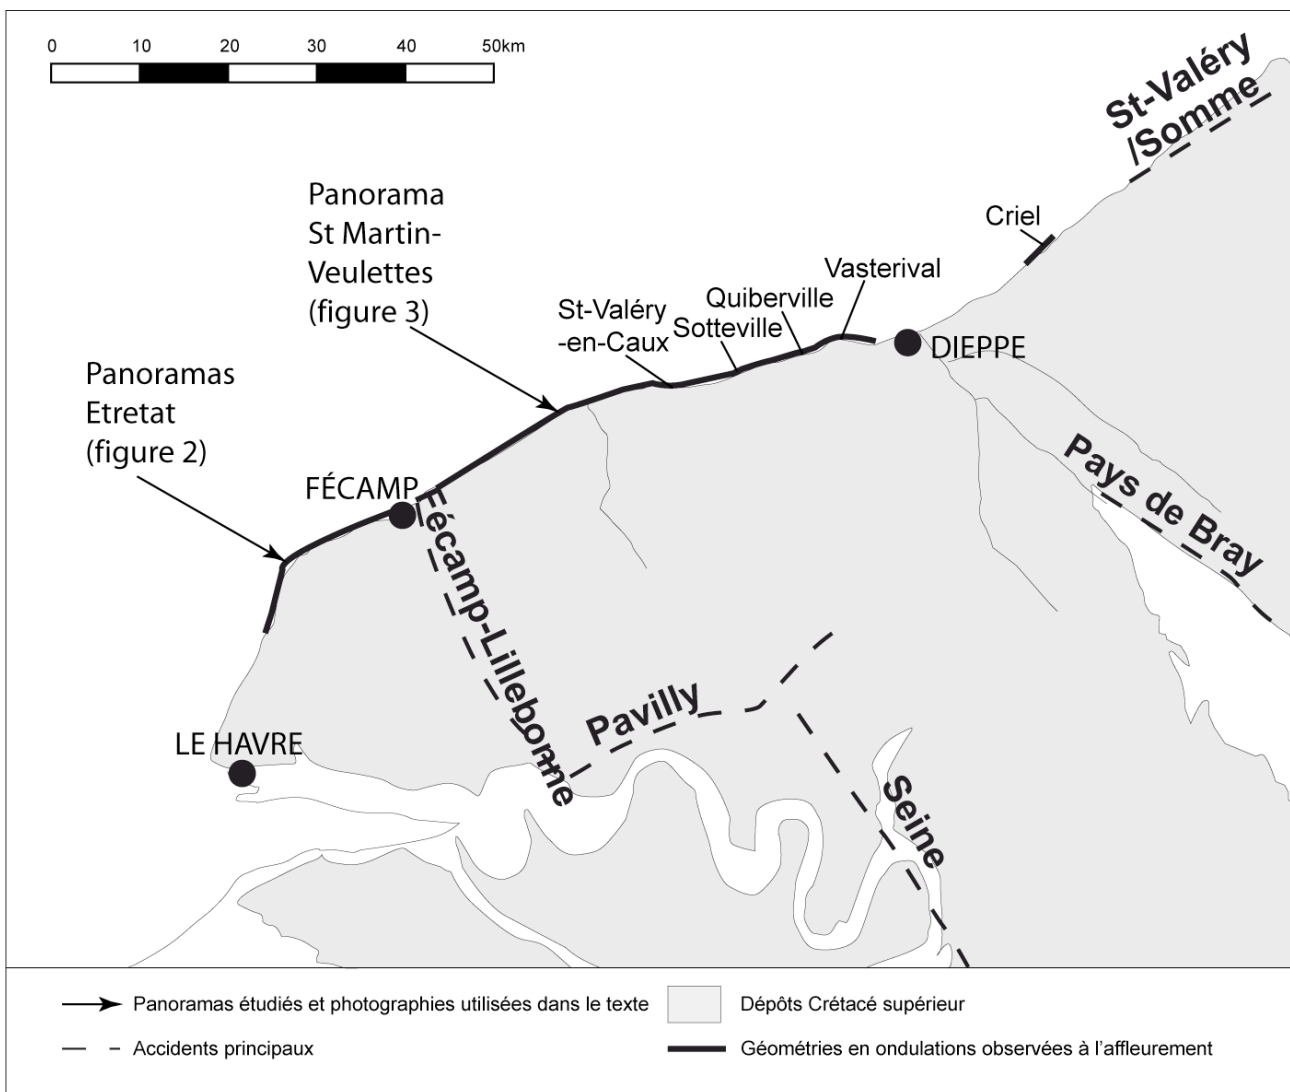 0 10 20 30 40 50km
St-Valéry
/Somme
Panorama
St Martin-
Veulettes
(figure 3)
Criel
Vasterival
Quiberville
St-Valéry
-en-Caux
Sotteville
DIEPPE
Panoramas
Etretat
(figure 2)
FÉCAMP
Pays de Bray
Fécamp-Lillebonne
Pavilly
LE HAVRE
Seine
Panoramas étudiés et photographies utilisées dans le texte
Dépôts Crétacé supérieur
Accidents principaux
Géométries en ondulations observées à l'affleurement